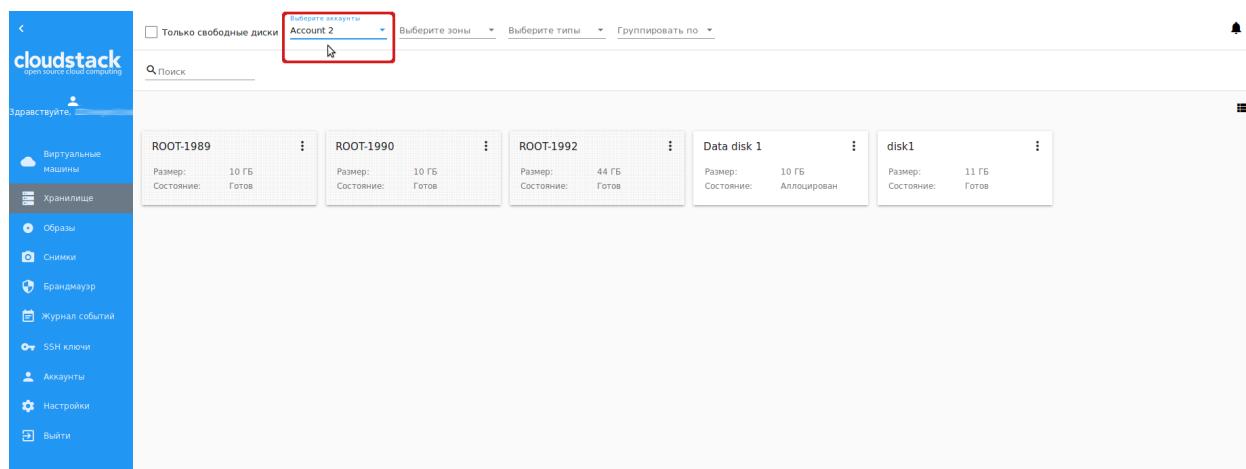 Только свободные диски
Выберите аккаунты
Account 2
Выберите зоны
Выберите типы
Группировать по
cloudstack
open source cloud computing
Поиск
Здравствуйте,
Виртуальные
машины
Хранилище
Образы
Снимки
Брандмауэр
Журнал событий
SSH ключи
Аккаунты
Настройки
Выйти
ROOT-1989
Размер: 10 ГБ
Состояние: Готов
ROOT-1990
Размер: 10 ГБ
Состояние: Готов
ROOT-1992
Размер: 44 ГБ
Состояние: Готов
Data disk 1
Размер: 10 ГБ
Состояние: Аллоцирован
disk1
Размер: 11 ГБ
Состояние: Готов